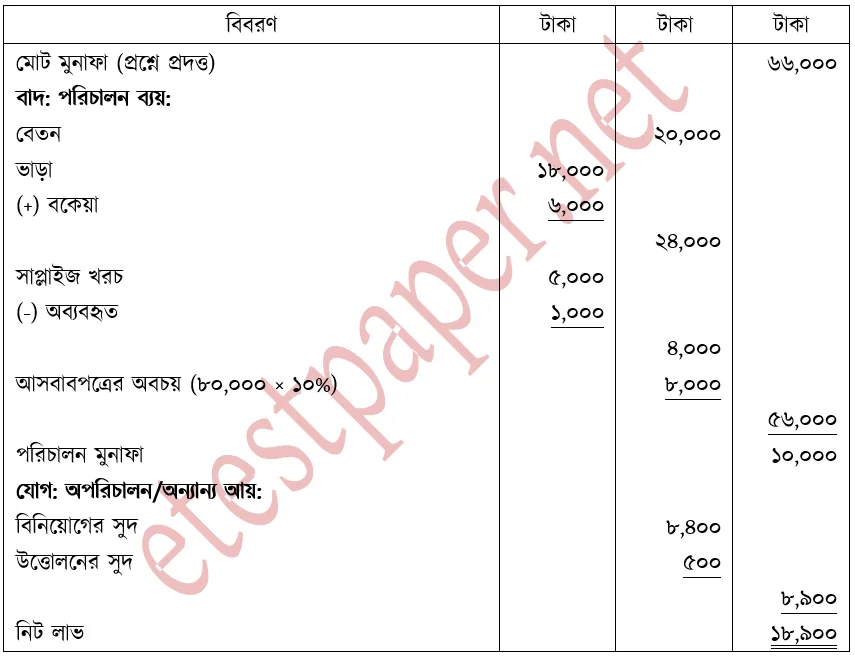 বিবরণ টাকা টাকা টাকা
মোট মুনাফা (প্রশ্নে প্রদত্ত) ৬৬,০০০
বাদ: পরিচালন ব্যয়:
বেতন ২০,০০০
ভাড়া ১৮,০০০
(+) বকেয়া ৬,০০০
২৪,০০০
সাপ্লাইজ খরচ ৫,০০০
(-) অব্যবহৃত ১,০০০
৪,০০০
আসবাবপত্রের অবচয় (৮০,০০০ × ১০%) ৮,০০০
৫৬,০০০
পরিচালন মুনাফা ১০,০০০
যোগ: অপরিচালন/অন্যান্য আয়:
বিনিয়োগের সুদ ৮,৪০০
উত্তোলনের সুদ ৫০০
৮,৯০০
নিট লাভ ১৮,৯০০
etestpaper.net